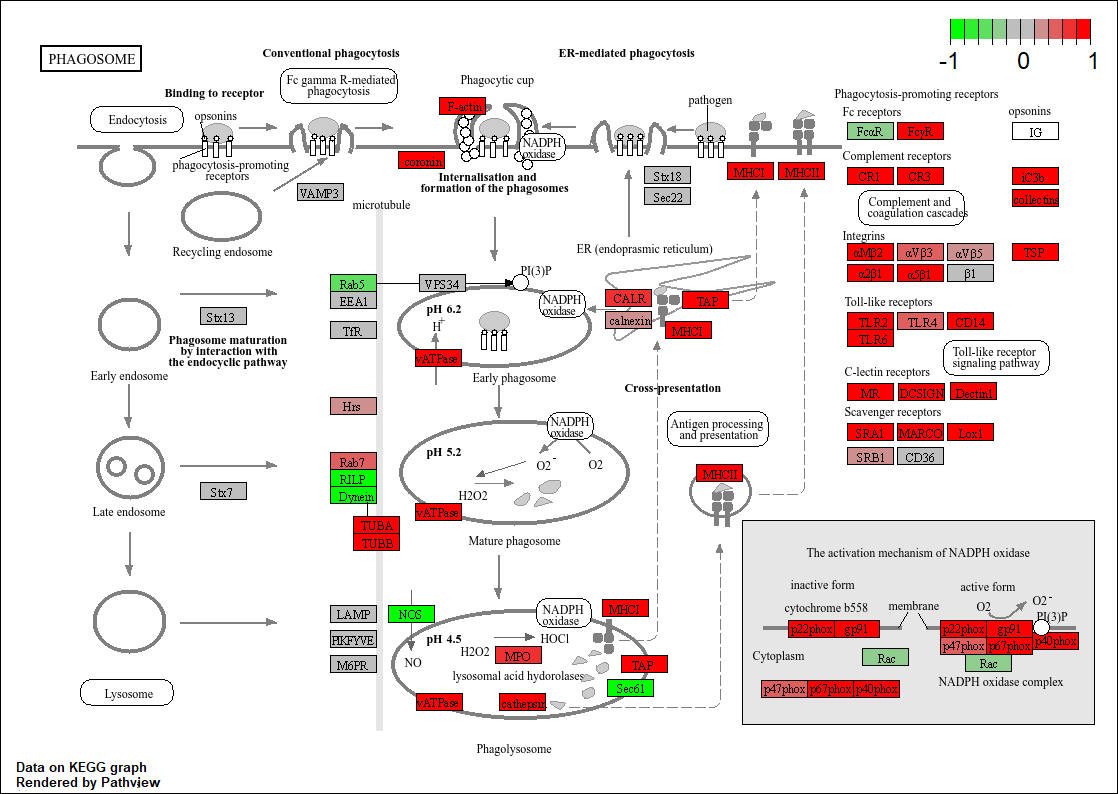 PHAGOSOME
Conventional phagocytosis
ER-mediated phagocytosis
-1
0
1
Binding to receptor
Fc gamma R-mediated
phagocytosis
Phagocytic cup
Phagocytosis-promoting receptors
Endocytosis
opsonins
F-actin
pathogen
Fc receptors
opsonins
FcαR
FcγR
IG
NADPH
oxidase
phagocytosis-promoting
receptors
coronin
Internalisation and
formation of the phagosomes
Stx18
Sec22
MHCI
MHCII
Complement receptors
CR1
CR3
iC3b
collectins
VAMP3
microtubule
Complement and
coagulation cascades
Recycling endosome
ER (endoprasmic reticulum)
Integrins
αMβ2
αVβ3
αVβ5
TSP
α2β1
α5β1
β1
Rab5
EEA1
VPS34
PI(3)P
NADPH
oxidase
CALR
calnexin
TAP
MHCI
pH 6.2
H+
Stx13
TfR
Toll-like receptors
TLR2
TLR4
CD14
TLR6
Toll-like receptor
signaling pathway
Phagosome maturation
by interaction with
the endocyclic pathway
vATPase
Early endosome
Early phagosome
Cross-presentation
C-lectin receptors
MR
DCSIGN
Dectin1
Hrs
Scavenger receptors
SRA1
MARCO
Lox1
SRB1
CD36
NADPH
oxidase
Antigen processing
and presentation
pH 5.2
O2-
O2
H2O2
Rab7
RILP
Dynein
Stx7
MHCII
Late endosome
vATPase
TUBA
TUBB
Mature phagosome
The activation mechanism of NADPH oxidase
inactive form
active form
cytochrome b558
membrane
O2
O2-
PI(3)P
p22phox
gp91
p22phox
gp91
p47phox
p67phox
p40phox
Cytoplasm
Rac
Rac
NADPH oxidase complex
p47phox
p67phox
p40phox
LAMP
PIKFYVE
M6PR
NOS
NO
pH 4.5
NADPH
oxidase
MHCI
HOCl
H2O2
MPO
lysosomal acid hydorolases
TAP
Sec61
vATPase
cathepsin
Lysosome
Phagolysosome
Data on KEGG graph
Rendered by Pathview